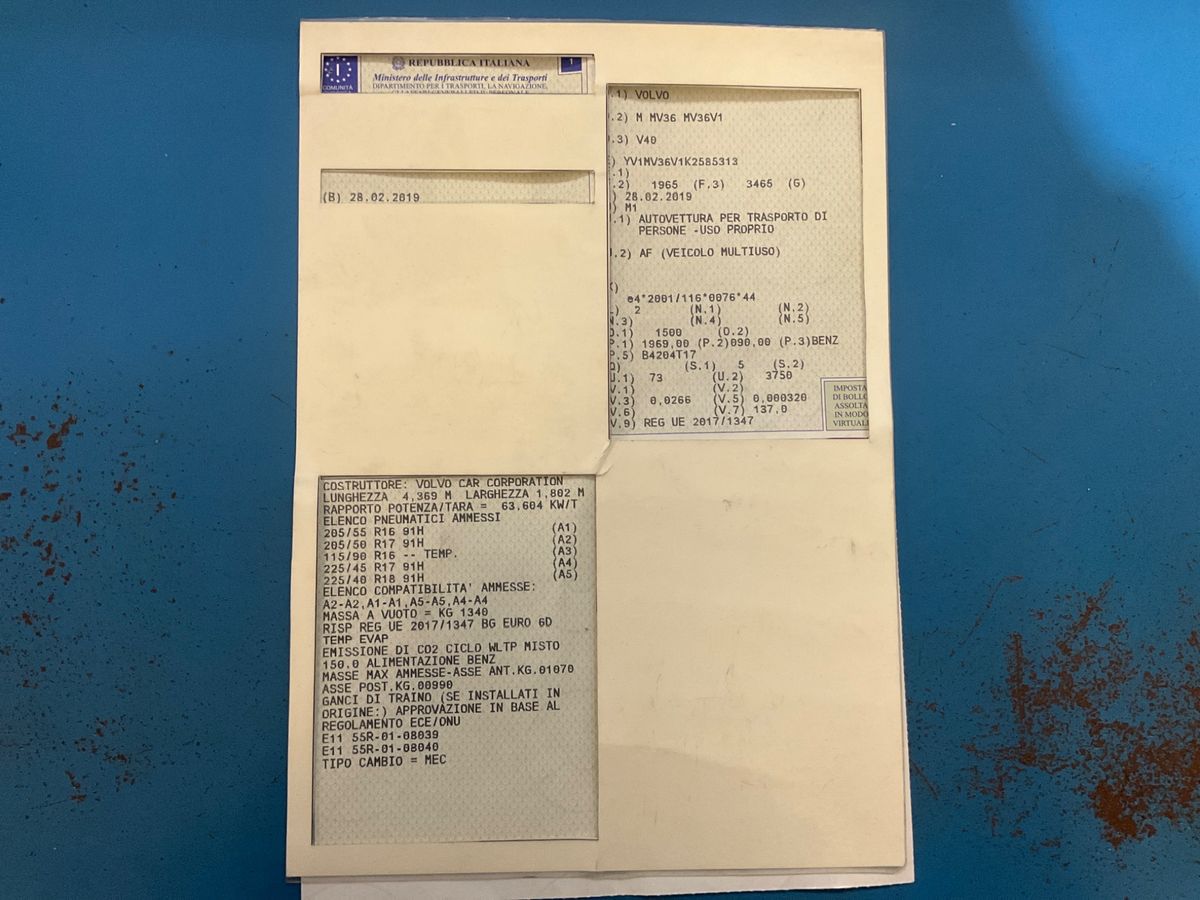 COMUNITÀ
REPUBBLICA ITALIANA
1
Ministero delle Infrastrutture e dei Trasporti
DIPARTIMENTO PER I TRASPORTI, LA NAVIGAZIONE,
(B) 28.02.2019
.1) VOLVO
.2) M MV36 MV36V1
.3) V40
) YV1MV36V1K2585313
.1)
.2) 1965 (F.3) 3465 (G)
) 28.02.2019
) M1
.1) AUTOVETTURA PER TRASPORTO DI
PERSONE -USO PROPRIO
.2) AF (VEICOLO MULTIUSO)
)
e4*2001/116*0076*44
) 2 (N.1) (N.2)
N.3) (N.4) (N.5)
O.1) 1500 (O.2)
P.1) 1969,00 (P.2)090,00 (P.3)BENZ
P.5) B4204T17
Q) (S.1) 5 (S.2)
U.1) 73 (U.2) 3750
V.1) (V.2)
V.3) 0,0266 (V.5) 0,000320
V.6) (V.7) 137,0
V.9) REG UE 2017/1347
IMPOSTA
DI BOLLO
ASSOLTA
IN MODO
VIRTUALE
COSTRUTTORE: VOLVO CAR CORPORATION
LUNGHEZZA 4,369 M LARGHEZZA 1,802 M
RAPPORTO POTENZA/TARA = 63,604 KW/T
ELENCO PNEUMATICI AMMESSI
205/55 R16 91H (A1)
205/50 R17 91H (A2)
115/90 R16 -- TEMP. (A3)
225/45 R17 91H (A4)
225/40 R18 91H (A5)
ELENCO COMPATIBILITA' AMMESSE:
A2-A2,A1-A1,A5-A5,A4-A4
MASSA A VUOTO = KG 1340
RISP REG UE 2017/1347 BG EURO 6D
TEMP EVAP
EMISSIONE DI CO2 CICLO WLTP MISTO
150,0 ALIMENTAZIONE BENZ
MASSE MAX AMMESSE-ASSE ANT.KG.01070
ASSE POST.KG.00990
GANCI DI TRAINO (SE INSTALLATI IN
ORIGINE:) APPROVAZIONE IN BASE AL
REGOLAMENTO ECE/ONU
E11 55R-01-08039
E11 55R-01-08040
TIPO CAMBIO = MEC